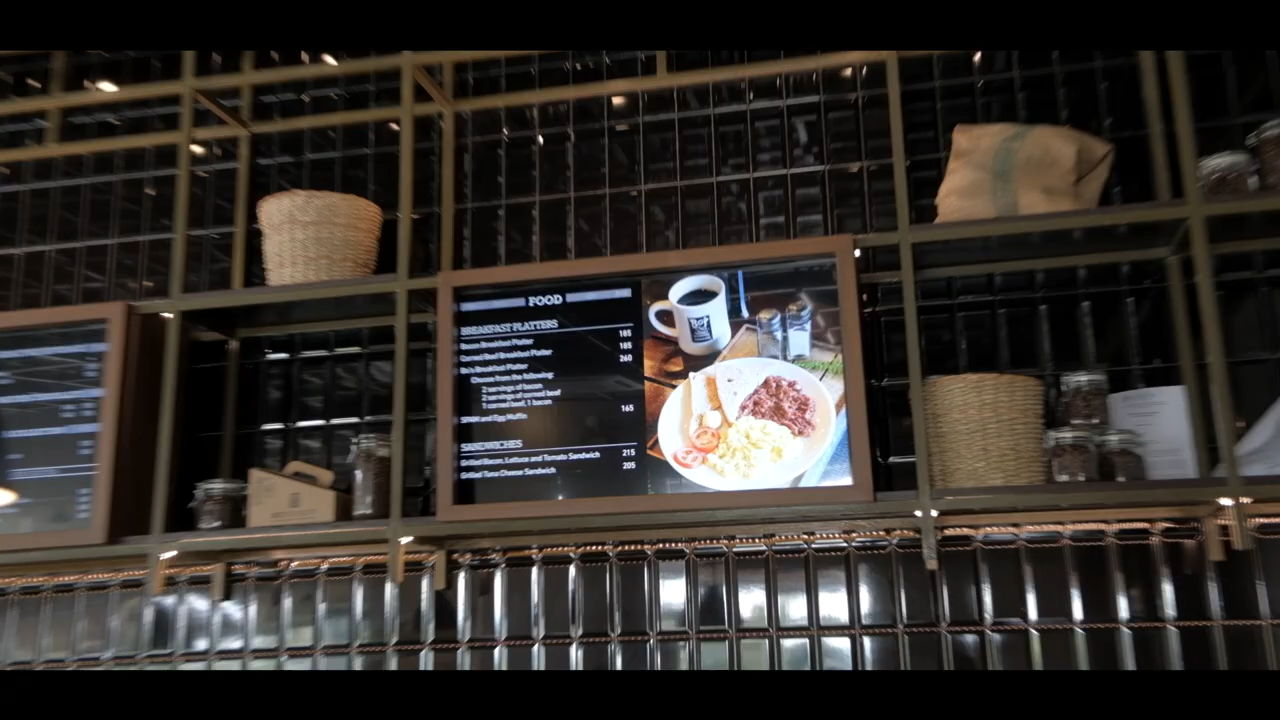 FOOD
BREAKFAST PLATTERS
Bacon Breakfast Platter 185
Corned Beef Breakfast Platter 185
Bo's Breakfast Platter 260
Choose from the following:
2 servings of bacon
2 servings of corned beef
1 corned beef, 1 bacon
SPAM and Egg Muffin 165
SANDWICHES
Grilled Bacon, Lettuce and Tomato Sandwich 215
Grilled Tuna Cheese Sandwich 205